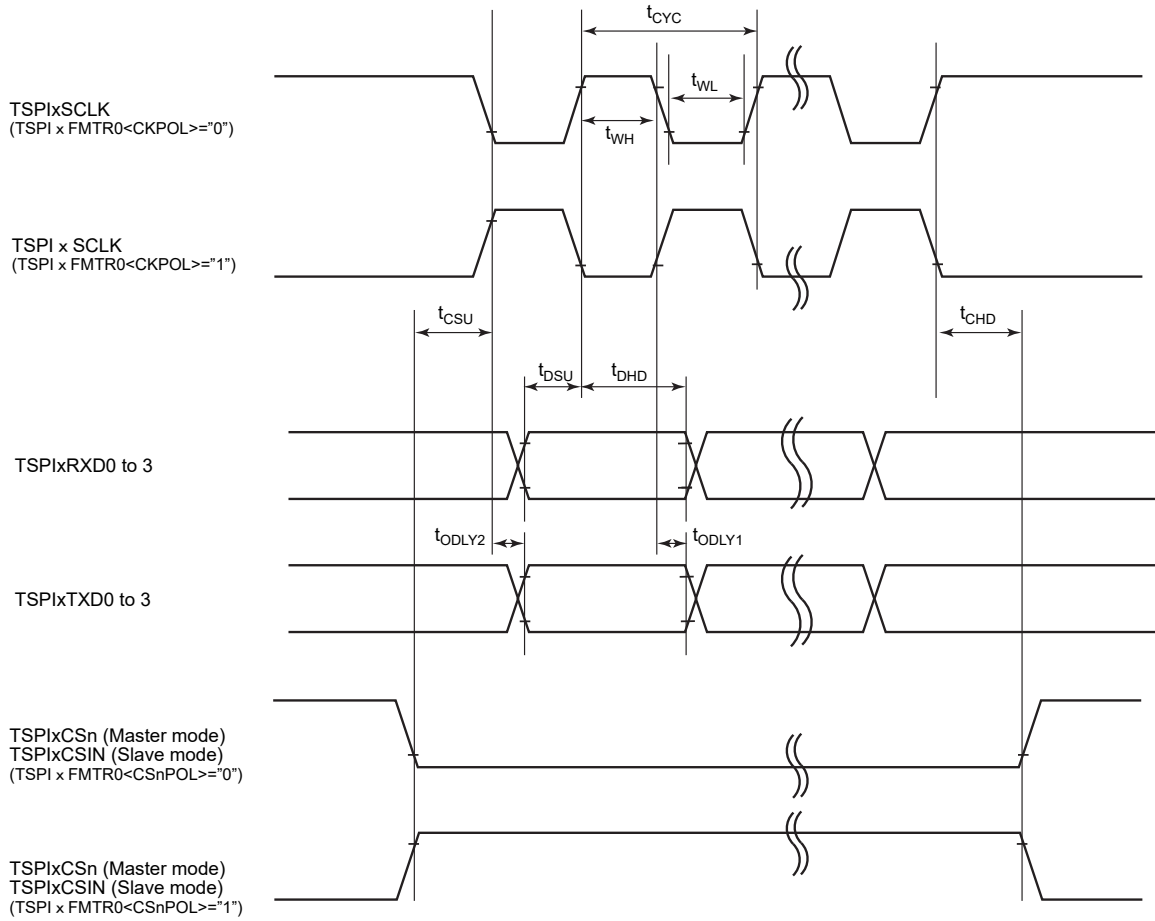 tCYC
TSPIxSCLK
(TSPI x FMTR0<CKPOL>="0")
tWL
tWH
TSPI x SCLK
(TSPI x FMTR0<CKPOL>="1")
tCSU
tCHD
tDSU
tDHD
TSPIxRXD0 to 3
tODLY2
tODLY1
TSPIxTXD0 to 3
TSPIxCSn (Master mode)
TSPIxCSIN (Slave mode)
(TSPI x FMTR0<CSnPOL>="0")
TSPIxCSn (Master mode)
TSPIxCSIN (Slave mode)
(TSPI x FMTR0<CSnPOL>="1")